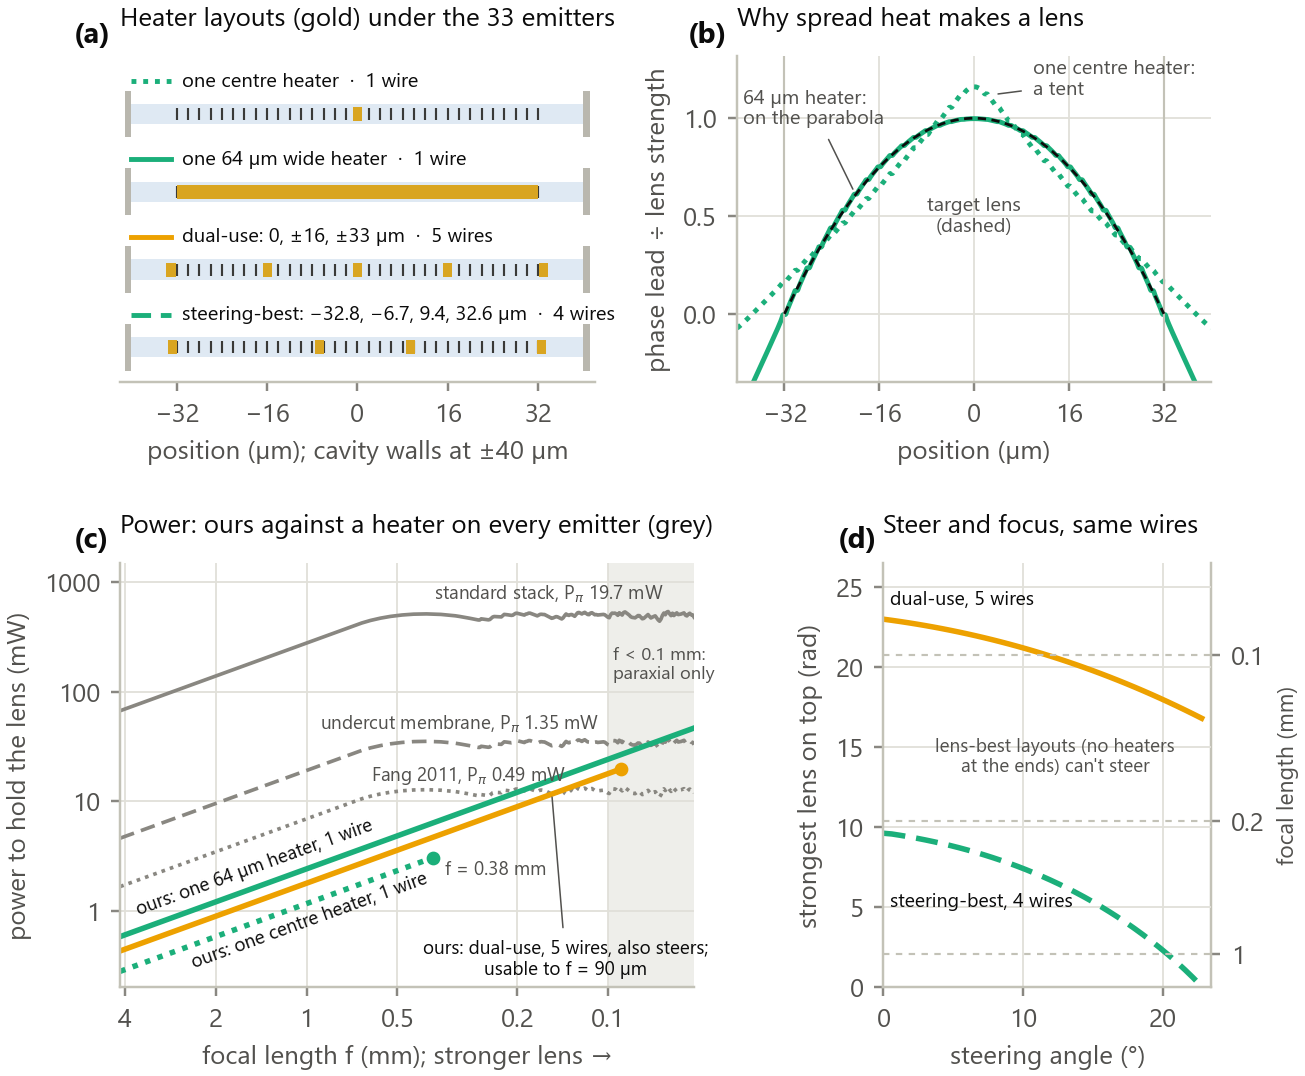 (a)
Heater layouts (gold) under the 33 emitters
one centre heater · 1 wire
one 64 µm wide heater · 1 wire
dual-use: 0, ±16, ±33 µm · 5 wires
steering-best: −32.8, −6.7, 9.4, 32.6 µm · 4 wires
−32 −16 0 16 32
position (µm); cavity walls at ±40 µm
(b)
Why spread heat makes a lens
phase lead ÷ lens strength
1.0
0.5
0.0
64 µm heater:
on the parabola
one centre heater:
a tent
target lens
(dashed)
−32 −16 0 16 32
position (µm)
(c)
Power: ours against a heater on every emitter (grey)
power to hold the lens (mW)
1000
100
10
1
standard stack, Pπ 19.7 mW
f < 0.1 mm:
paraxial only
undercut membrane, Pπ 1.35 mW
Fang 2011, Pπ 0.49 mW
ours: one 64 µm heater, 1 wire
f = 0.38 mm
ours: one centre heater, 1 wire
ours: dual-use, 5 wires, also steers;
usable to f = 90 µm
4 2 1 0.5 0.2 0.1
focal length f (mm); stronger lens →
(d)
Steer and focus, same wires
strongest lens on top (rad)
25
20
15
10
5
0
dual-use, 5 wires
lens-best layouts (no heaters
at the ends) can't steer
steering-best, 4 wires
0.1
0.2
1
focal length (mm)
0 10 20
steering angle (°)